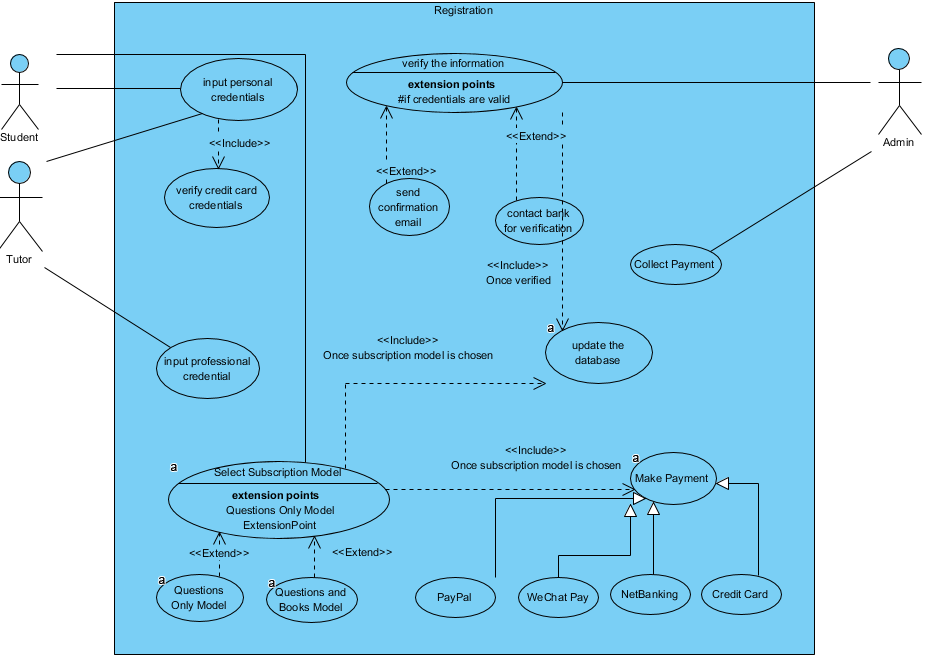 Registration
verify the information
extension points
#if credentials are valid
input personal
credentials
Student
Admin
<<Include>>
<<Extend>>
<<Extend>>
verify credit card
credentials
send
confirmation
email
contact bank
for verification
Tutor
<<Include>>
Once verified
Collect Payment
a
update the
database
<<Include>>
Once subscription model is chosen
input professional
credential
a
Select Subscription Model
extension points
Questions Only Model
ExtensionPoint
<<Include>>
Once subscription model is chosen
a
Make Payment
<<Extend>>
<<Extend>>
a
Questions
Only Model
a
Questions and
Books Model
PayPal
WeChat Pay
NetBanking
Credit Card